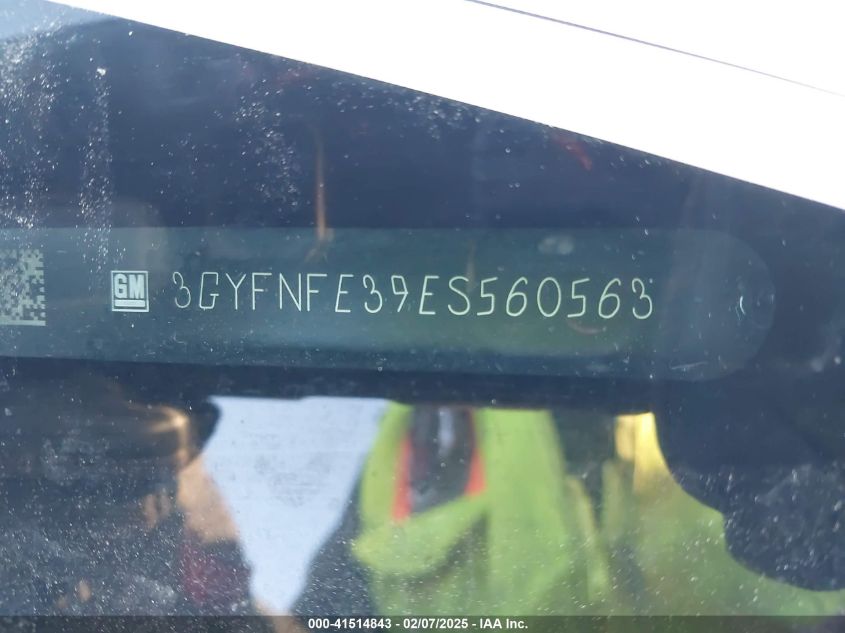 GM 3GYFNFE39ES560563
000-41514843 - 02/07/2025 - IAA Inc.